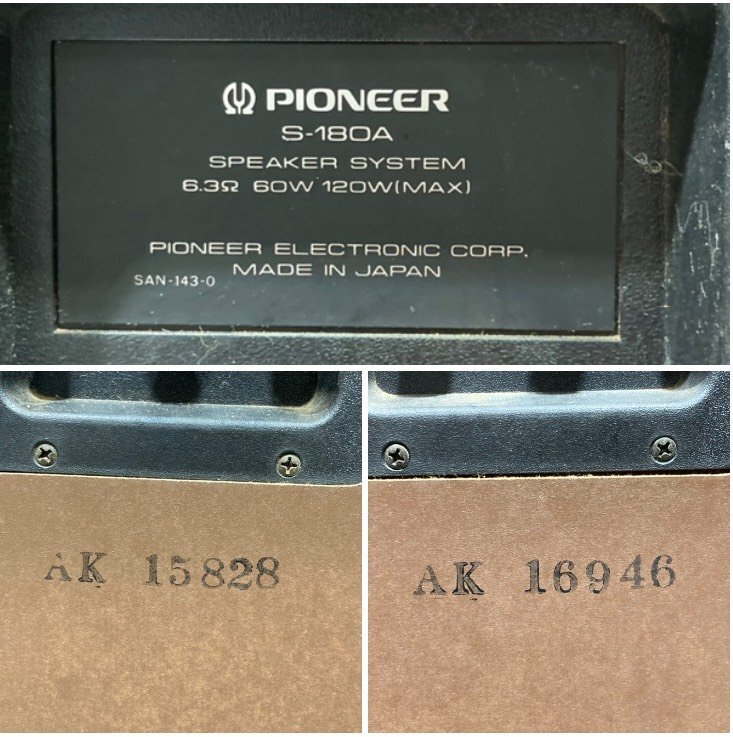 PIONEER
S-180A
SPEAKER SYSTEM
6.3Ω 60W 120W(MAX)
PIONEER ELECTRONIC CORP.
MADE IN JAPAN
SAN-143-0
AK 15828
AK 16946